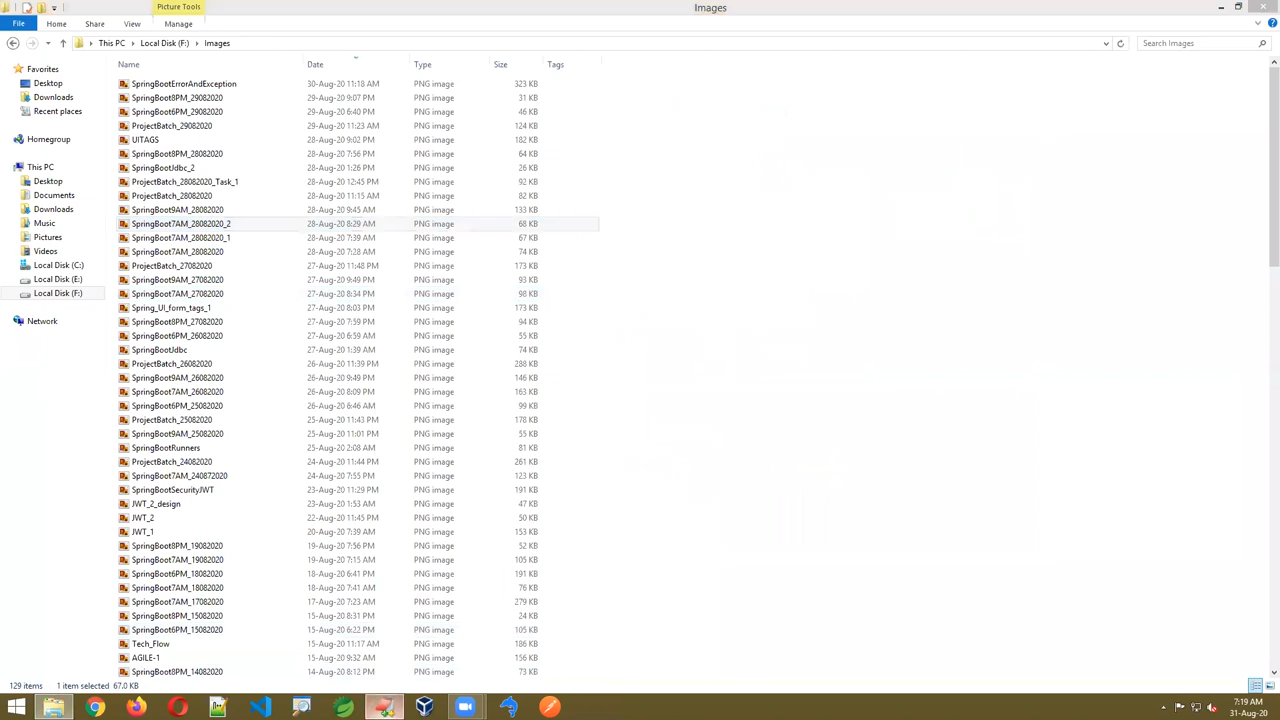 Picture Tools
Images
File Home Share View Manage
This PC Local Disk (F:) Images Search Images
Name Date Type Size Tags
Favorites
Desktop
Downloads
Recent places
Homegroup
This PC
Desktop
Documents
Downloads
Music
Pictures
Videos
Local Disk (C:)
Local Disk (E:)
Local Disk (F:)
Network
SpringBootErrorAndException 30-Aug-20 11:18 AM PNG image 323 KB
SpringBoot8PM_29082020 29-Aug-20 9:07 PM PNG image 31 KB
SpringBoot6PM_29082020 29-Aug-20 6:40 PM PNG image 46 KB
ProjectBatch_29082020 29-Aug-20 11:23 AM PNG image 124 KB
UITAGS 28-Aug-20 9:02 PM PNG image 182 KB
SpringBoot8PM_28082020 28-Aug-20 7:56 PM PNG image 64 KB
SpringBootJdbc_2 28-Aug-20 1:26 PM PNG image 26 KB
ProjectBatch_28082020_Task_1 28-Aug-20 12:45 PM PNG image 92 KB
ProjectBatch_28082020 28-Aug-20 11:15 AM PNG image 82 KB
SpringBoot9AM_28082020 28-Aug-20 9:45 AM PNG image 133 KB
SpringBoot7AM_28082020_2 28-Aug-20 8:29 AM PNG image 68 KB
SpringBoot7AM_28082020_1 28-Aug-20 7:39 AM PNG image 67 KB
SpringBoot7AM_28082020 28-Aug-20 7:28 AM PNG image 74 KB
ProjectBatch_27082020 27-Aug-20 11:48 PM PNG image 173 KB
SpringBoot9AM_27082020 27-Aug-20 9:49 PM PNG image 93 KB
SpringBoot7AM_27082020 27-Aug-20 8:34 PM PNG image 98 KB
Spring_UI_form_tags_1 27-Aug-20 8:03 PM PNG image 173 KB
SpringBoot8PM_27082020 27-Aug-20 7:59 PM PNG image 94 KB
SpringBoot6PM_26082020 27-Aug-20 6:59 AM PNG image 55 KB
SpringBootJdbc 27-Aug-20 1:39 AM PNG image 74 KB
ProjectBatch_26082020 26-Aug-20 11:39 PM PNG image 288 KB
SpringBoot9AM_26082020 26-Aug-20 9:49 PM PNG image 146 KB
SpringBoot7AM_26082020 26-Aug-20 8:09 PM PNG image 163 KB
SpringBoot6PM_25082020 26-Aug-20 6:46 AM PNG image 99 KB
ProjectBatch_25082020 25-Aug-20 11:43 PM PNG image 178 KB
SpringBoot9AM_25082020 25-Aug-20 11:01 PM PNG image 55 KB
SpringBootRunners 25-Aug-20 2:08 AM PNG image 81 KB
ProjectBatch_24082020 24-Aug-20 11:44 PM PNG image 261 KB
SpringBoot7AM_240872020 24-Aug-20 7:55 PM PNG image 123 KB
SpringBootSecurityJWT 23-Aug-20 11:29 PM PNG image 191 KB
JWT_2_design 23-Aug-20 1:53 AM PNG image 47 KB
JWT_2 22-Aug-20 11:45 PM PNG image 50 KB
JWT_1 20-Aug-20 7:39 AM PNG image 153 KB
SpringBoot8PM_19082020 19-Aug-20 7:56 PM PNG image 52 KB
SpringBoot7AM_19082020 19-Aug-20 7:15 AM PNG image 105 KB
SpringBoot6PM_18082020 18-Aug-20 6:41 PM PNG image 191 KB
SpringBoot7AM_18082020 18-Aug-20 7:41 AM PNG image 76 KB
SpringBoot7AM_17082020 17-Aug-20 7:23 AM PNG image 279 KB
SpringBoot8PM_15082020 15-Aug-20 8:31 PM PNG image 24 KB
SpringBoot6PM_15082020 15-Aug-20 6:22 PM PNG image 105 KB
Tech_Flow 15-Aug-20 11:17 AM PNG image 186 KB
AGILE-1 15-Aug-20 9:32 AM PNG image 156 KB
SpringBoot8PM_14082020 14-Aug-20 8:12 PM PNG image 73 KB
129 items 1 item selected 67.0 KB
7:19 AM
31-Aug-20